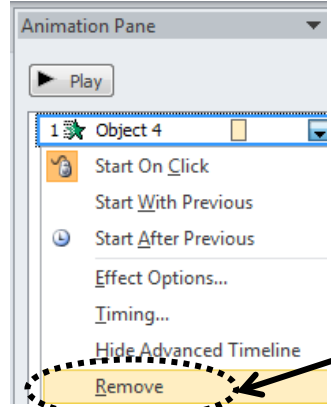 Animation Pane
Play
1 Object 4
Start On Click
Start With Previous
Start After Previous
Effect Options...
Timing...
Hide Advanced Timeline
Remove